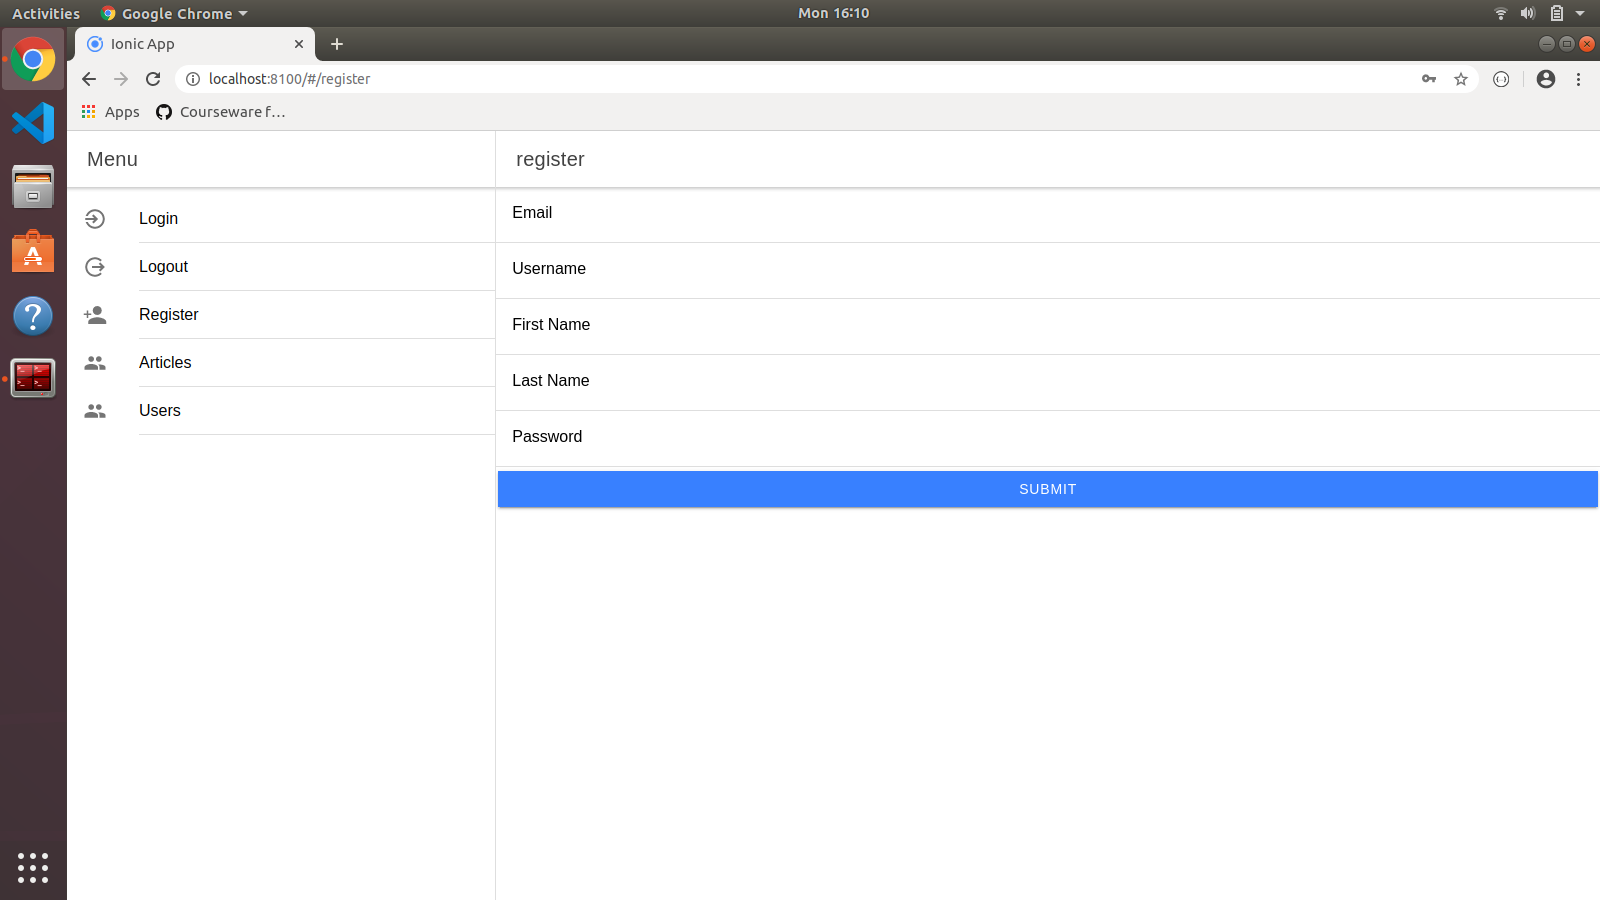 Activities
Google Chrome
Mon 16:10
Ionic App
localhost:8100/#/register
Apps
Courseware f...
Menu
Login
Logout
Register
Articles
Users
register
Email
Username
First Name
Last Name
Password
SUBMIT